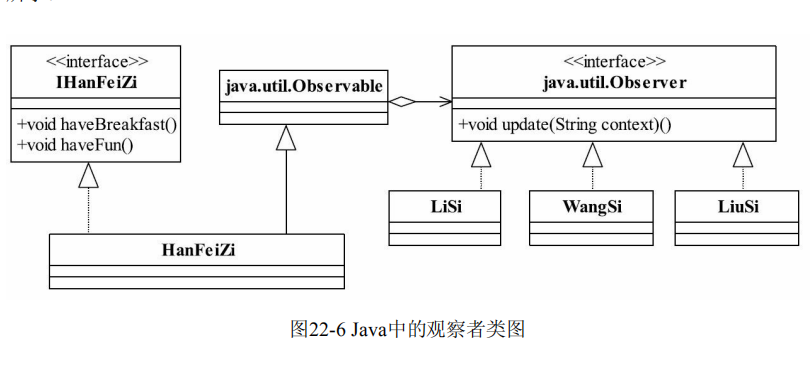 <<interface>>
IHanFeiZi
+void haveBreakfast()
+void haveFun()
java.util.Observable
<<interface>>
java.util.Observer
+void update(String context)()
LiSi
WangSi
LiuSi
HanFeiZi
图22-6 Java中的观察者类图